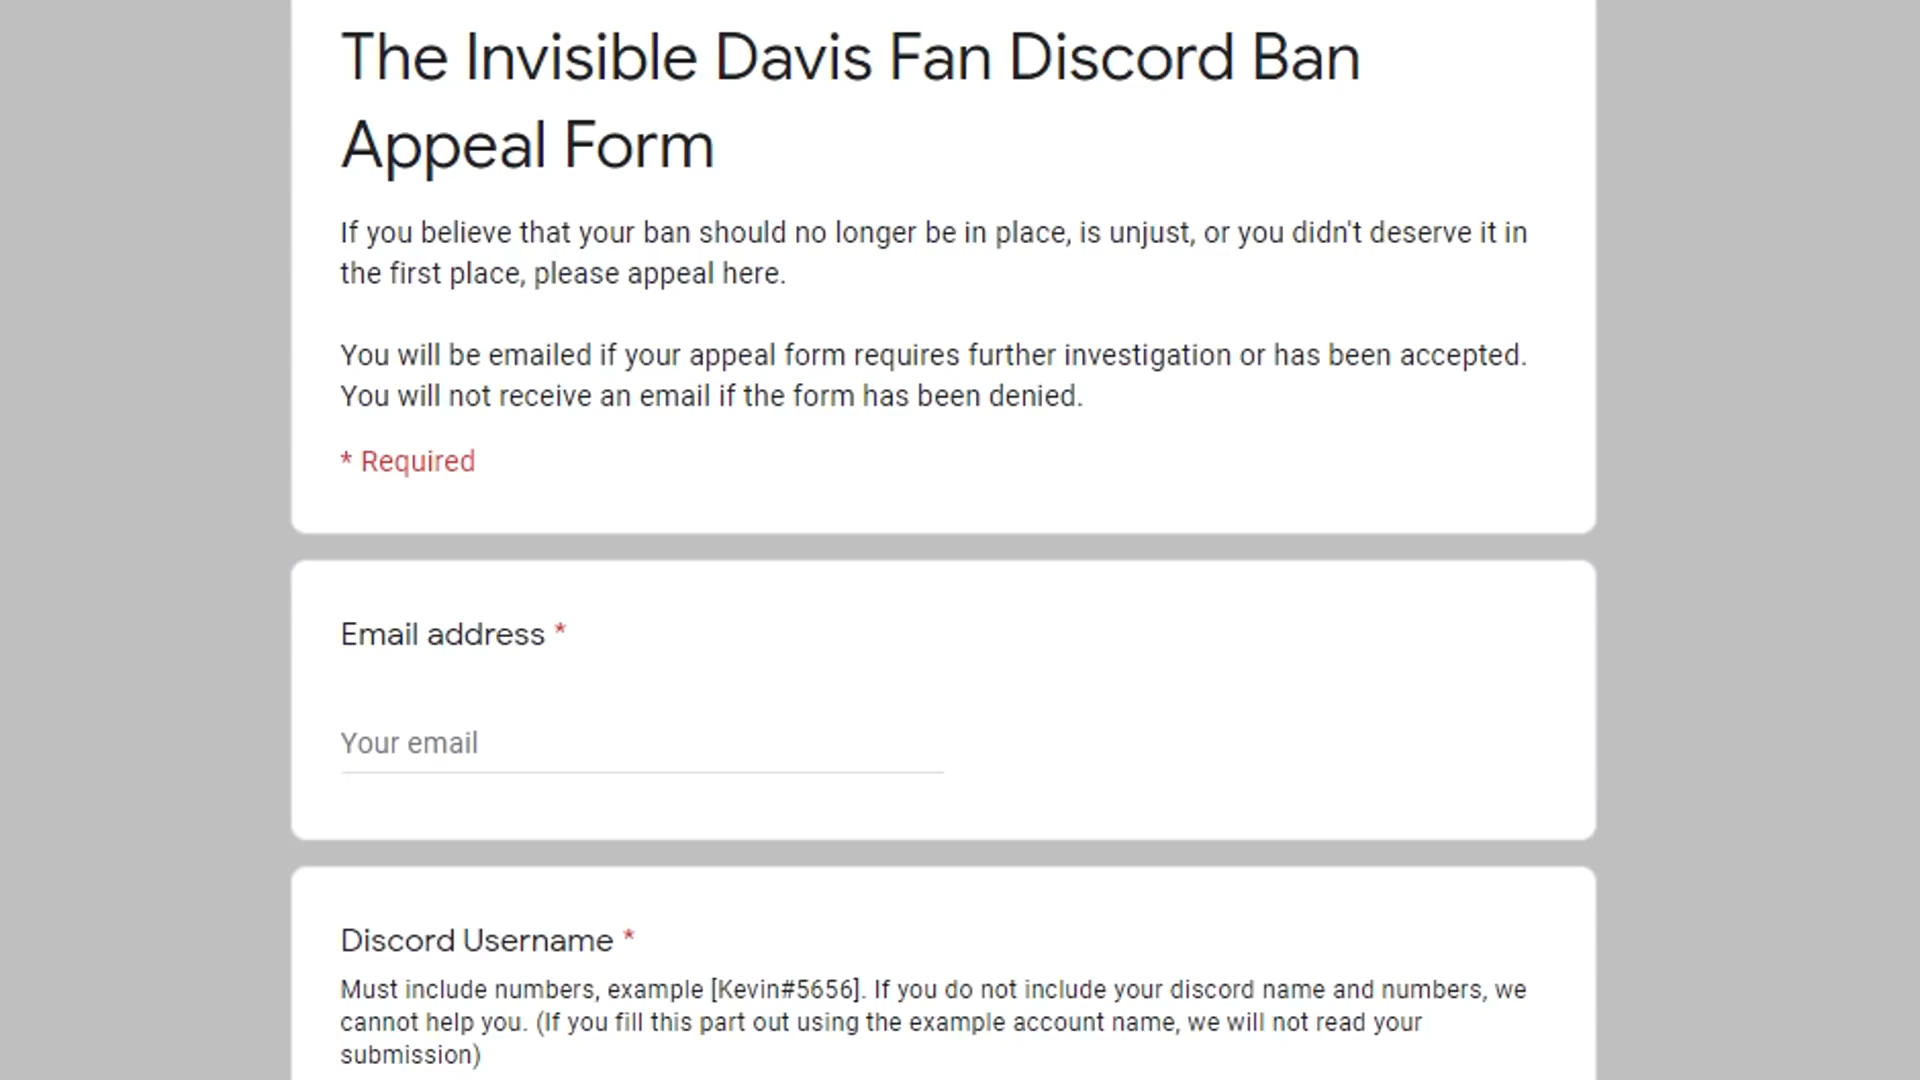 The Invisible Davis Fan Discord Ban
Appeal Form
If you believe that your ban should no longer be in place, is unjust, or you didn't deserve it in
the first place, please appeal here.
You will be emailed if your appeal form requires further investigation or has been accepted.
You will not receive an email if the form has been denied.
* Required
Email address *
Your email
Discord Username *
Must include numbers, example [Kevin#5656]. If you do not include your discord name and numbers, we
cannot help you. (If you fill this part out using the example account name, we will not read your
submission)